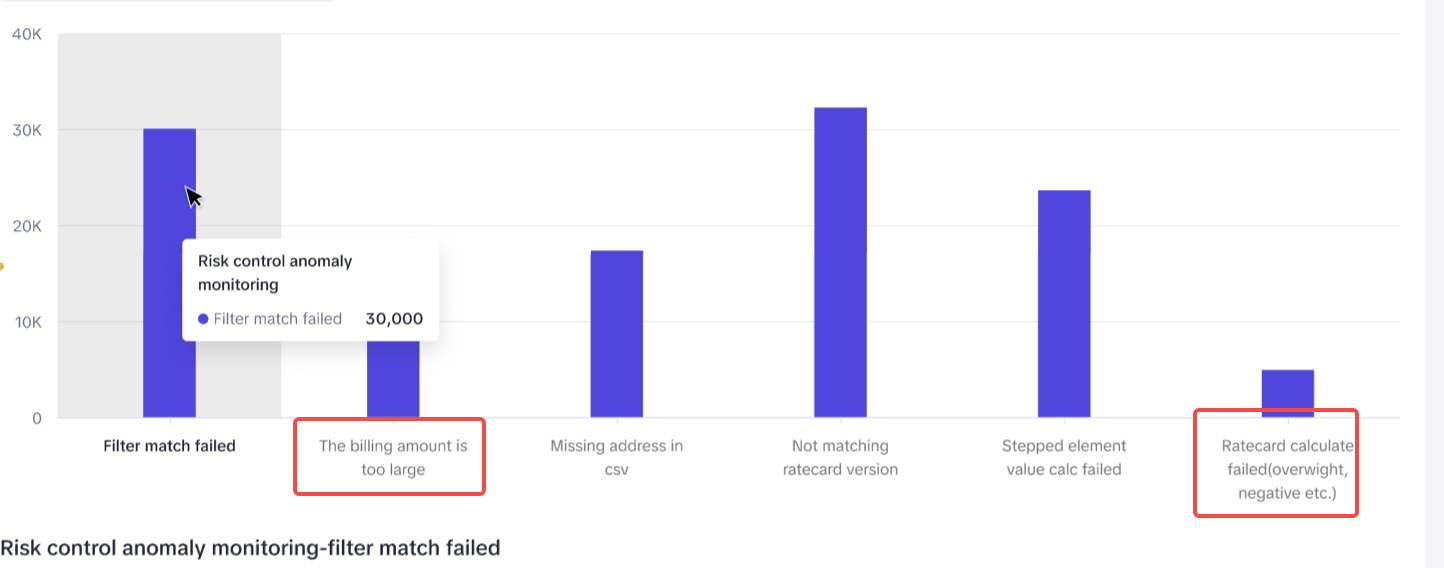 40K
30K
20K
10K
0
Risk control anomaly
monitoring
Filter match failed 30,000
Filter match failed
The billing amount is
too large
Missing address in
csv
Not matching
ratecard version
Stepped element
value calc failed
Ratecard calculate
failed(overwight,
negative etc.)
Risk control anomaly monitoring-filter match failed